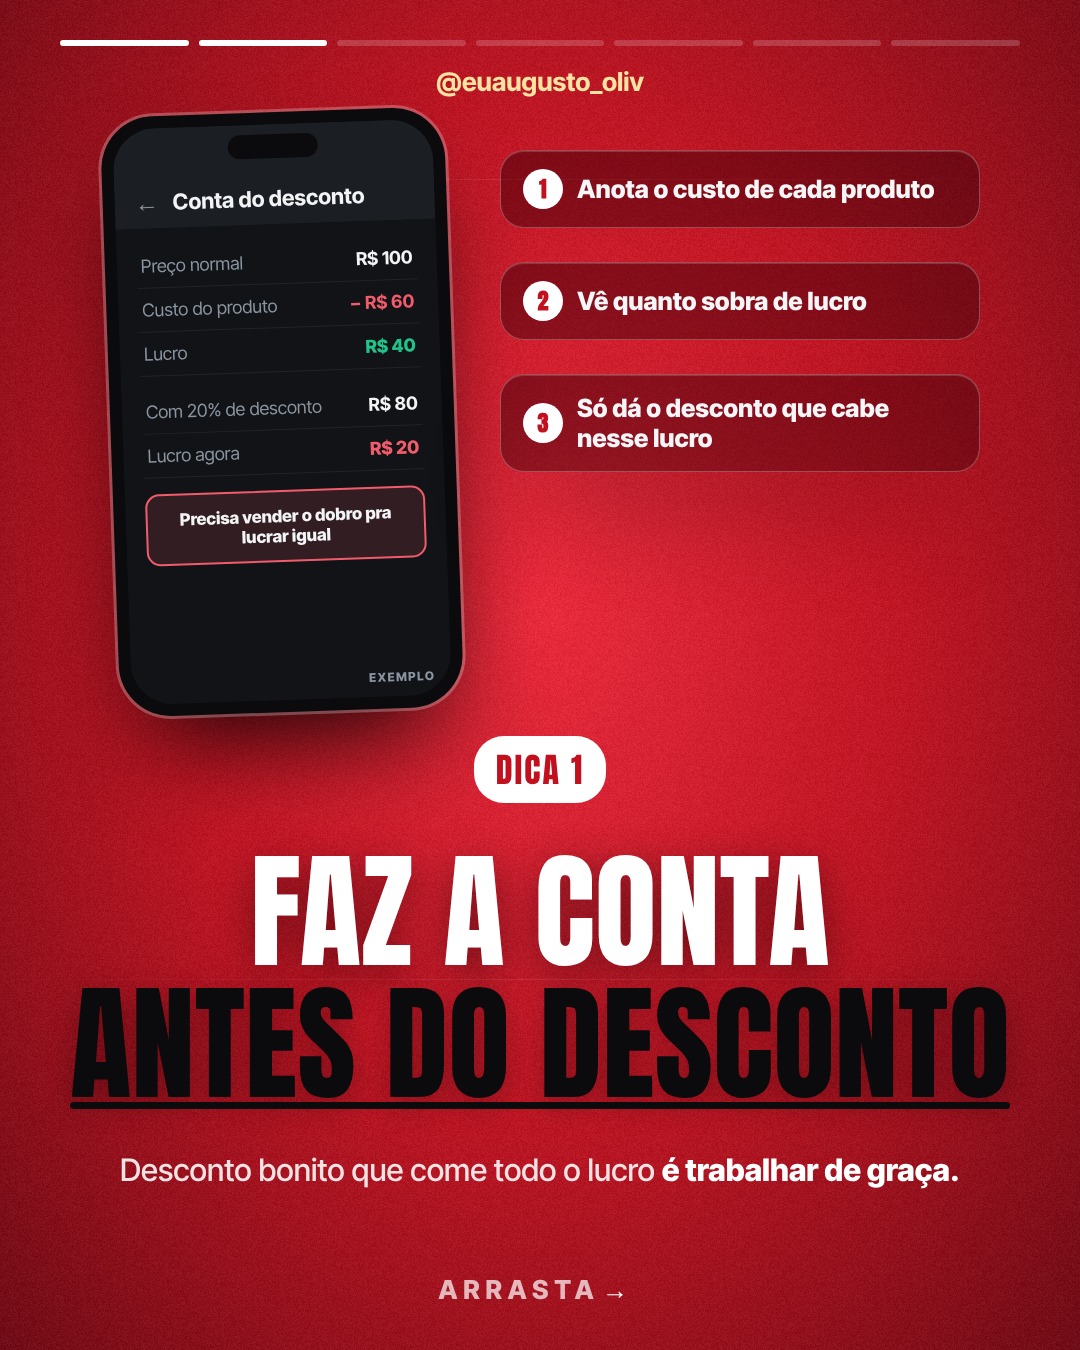 @euaugusto_oliv
← Conta do desconto
Preço normal R$ 100
Custo do produto – R$ 60
Lucro R$ 40
Com 20% de desconto R$ 80
Lucro agora R$ 20
Precisa vender o dobro pra
lucrar igual
EXEMPLO
1 Anota o custo de cada produto
2 Vê quanto sobra de lucro
3 Só dá o desconto que cabe
nesse lucro
DICA 1
FAZ A CONTA
ANTES DO DESCONTO
Desconto bonito que come todo o lucro é trabalhar de graça.
ARRASTA →